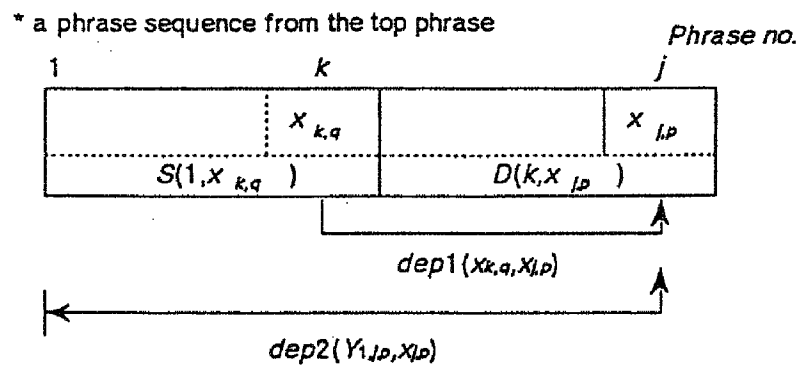 * a phrase sequence from the top phrase
Phrase no.
1 k j
x k,q x j,p
S(1,x k,q ) D(k,x j,p )
dep1(xk,q,xj,p)
dep2(Y1,j,p,xj,p)